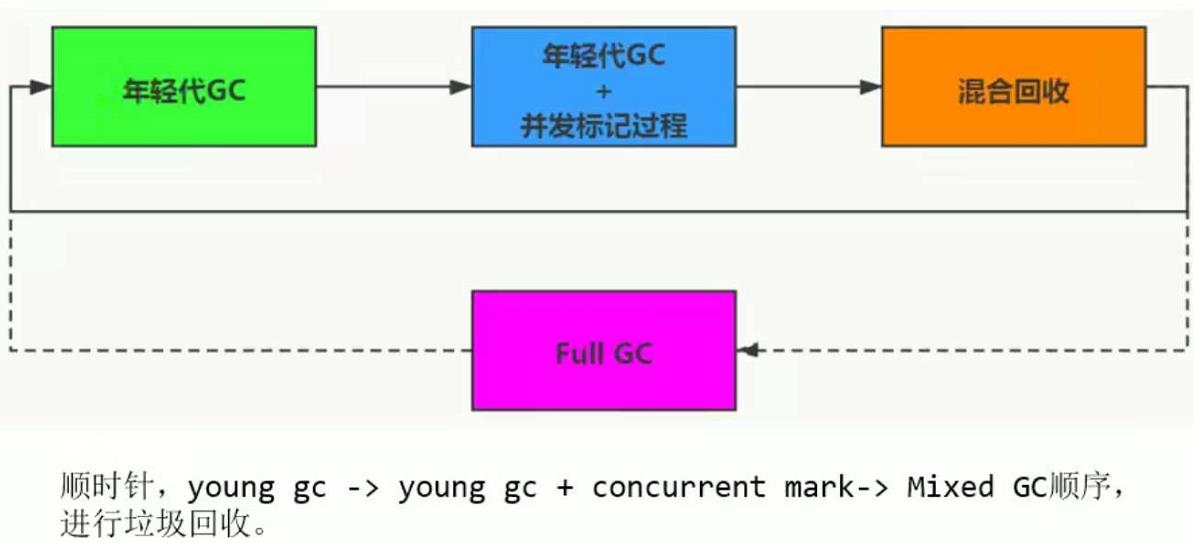 年轻代GC
年轻代GC
+
并发标记过程
混合回收
Full GC
顺时针，young gc -> young gc + concurrent mark-> Mixed GC顺序，
进行垃圾回收。